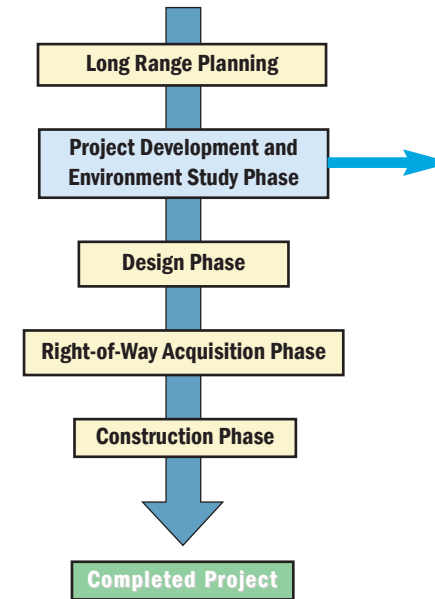 Long Range Planning
Project Development and
Environment Study Phase
Design Phase
Right-of-Way Acquisition Phase
Construction Phase
Completed Project